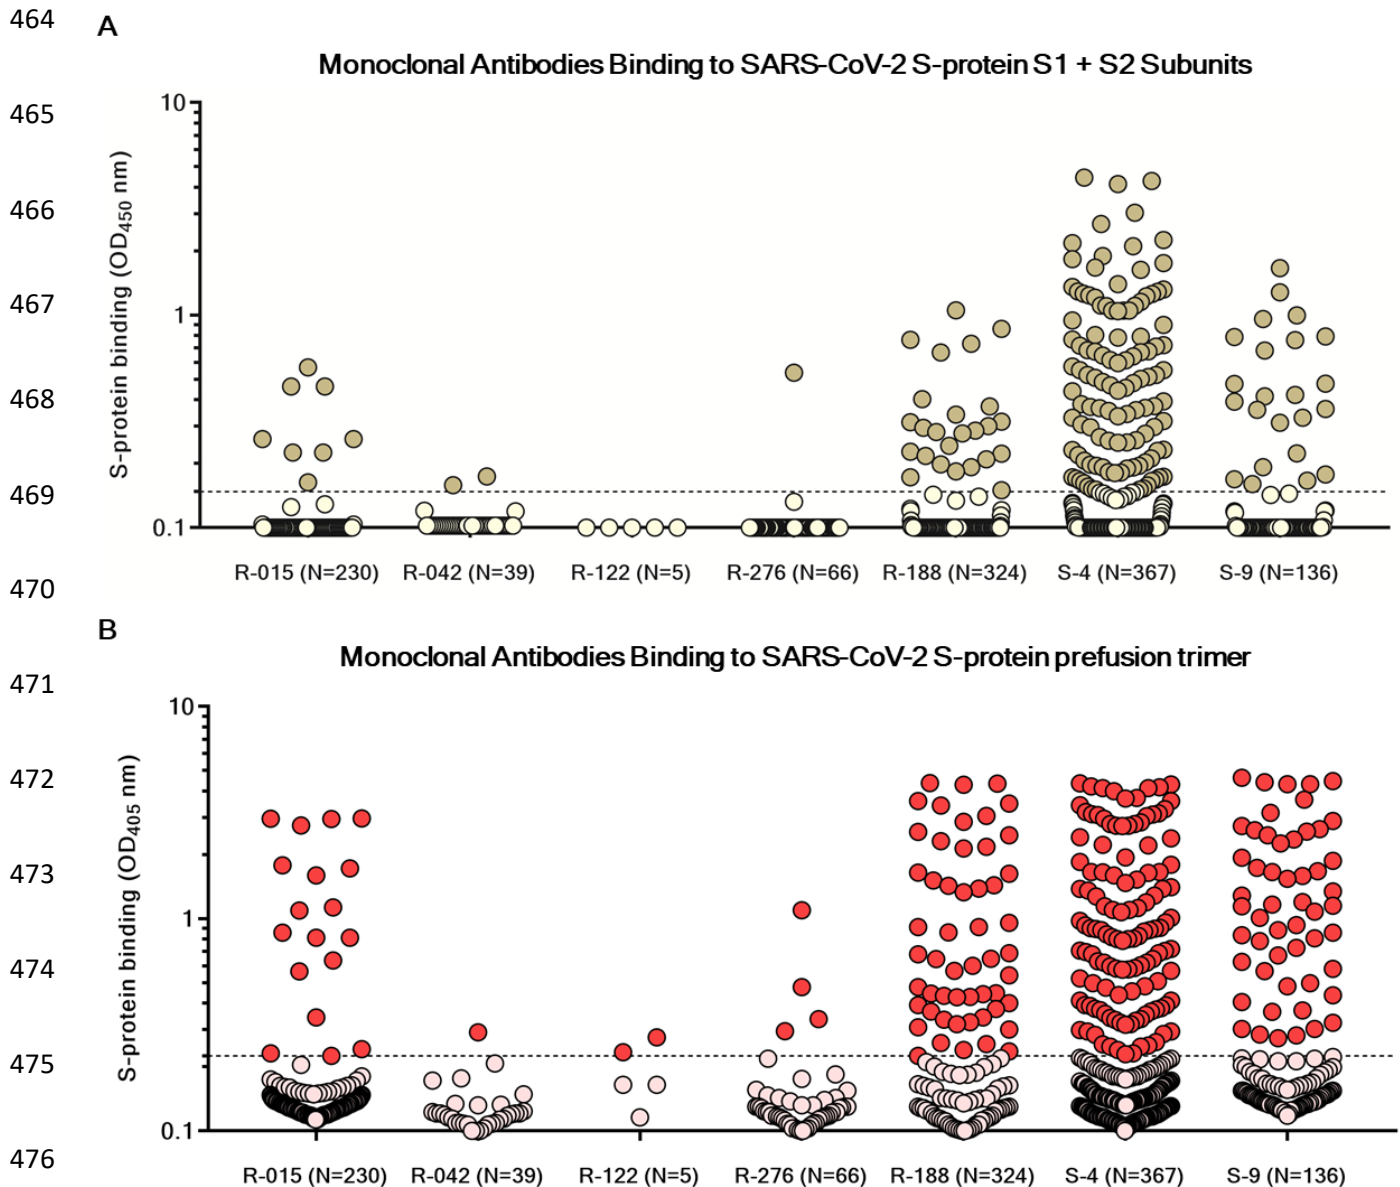 464
A
Monoclonal Antibodies Binding to SARS-CoV-2 S-protein S1 + S2 Subunits
10
465
466
S-protein binding (OD450 nm)
467
1
468
469
0.1
R-015 (N=230) R-042 (N=39) R-122 (N=5) R-276 (N=66) R-188 (N=324) S-4 (N=367) S-9 (N=136)
470
B
Monoclonal Antibodies Binding to SARS-CoV-2 S-protein prefusion trimer
471
10
472
S-protein binding (OD405 nm)
473
1
474
475
0.1
476
R-015 (N=230) R-042 (N=39) R-122 (N=5) R-276 (N=66) R-188 (N=324) S-4 (N=367) S-9 (N=136)